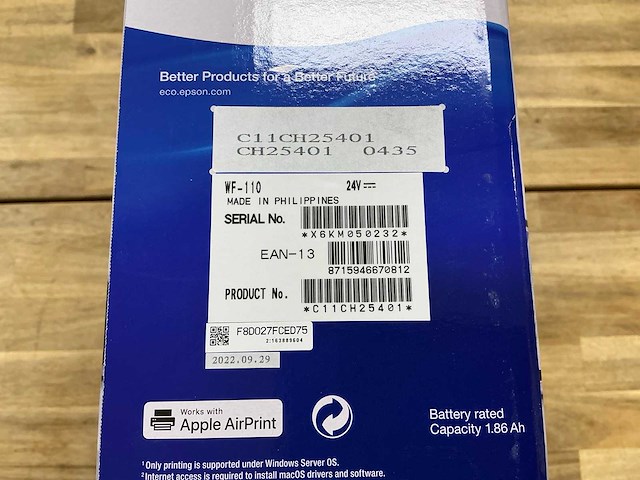 Better Products for a Better Future
eco.epson.com
C11CH25401
CH25401 0435
WF-110 24V
MADE IN PHILIPPINES
SERIAL No.
*X6KM050232*
EAN-13
8715946670812
PRODUCT No.
*C11CH25401*
F8D027FCED75
2:163889604
2022.09.29
Works with
Apple AirPrint
Battery rated
Capacity 1.86 Ah
¹Only printing is supported under Windows Server OS.
²Internet access is required to install macOS drivers and software.